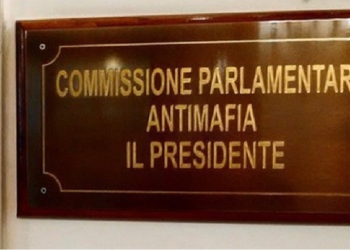 COMMISSIONE PARLAMENTAR
ANTIMAFIA
IL PRESIDENTE